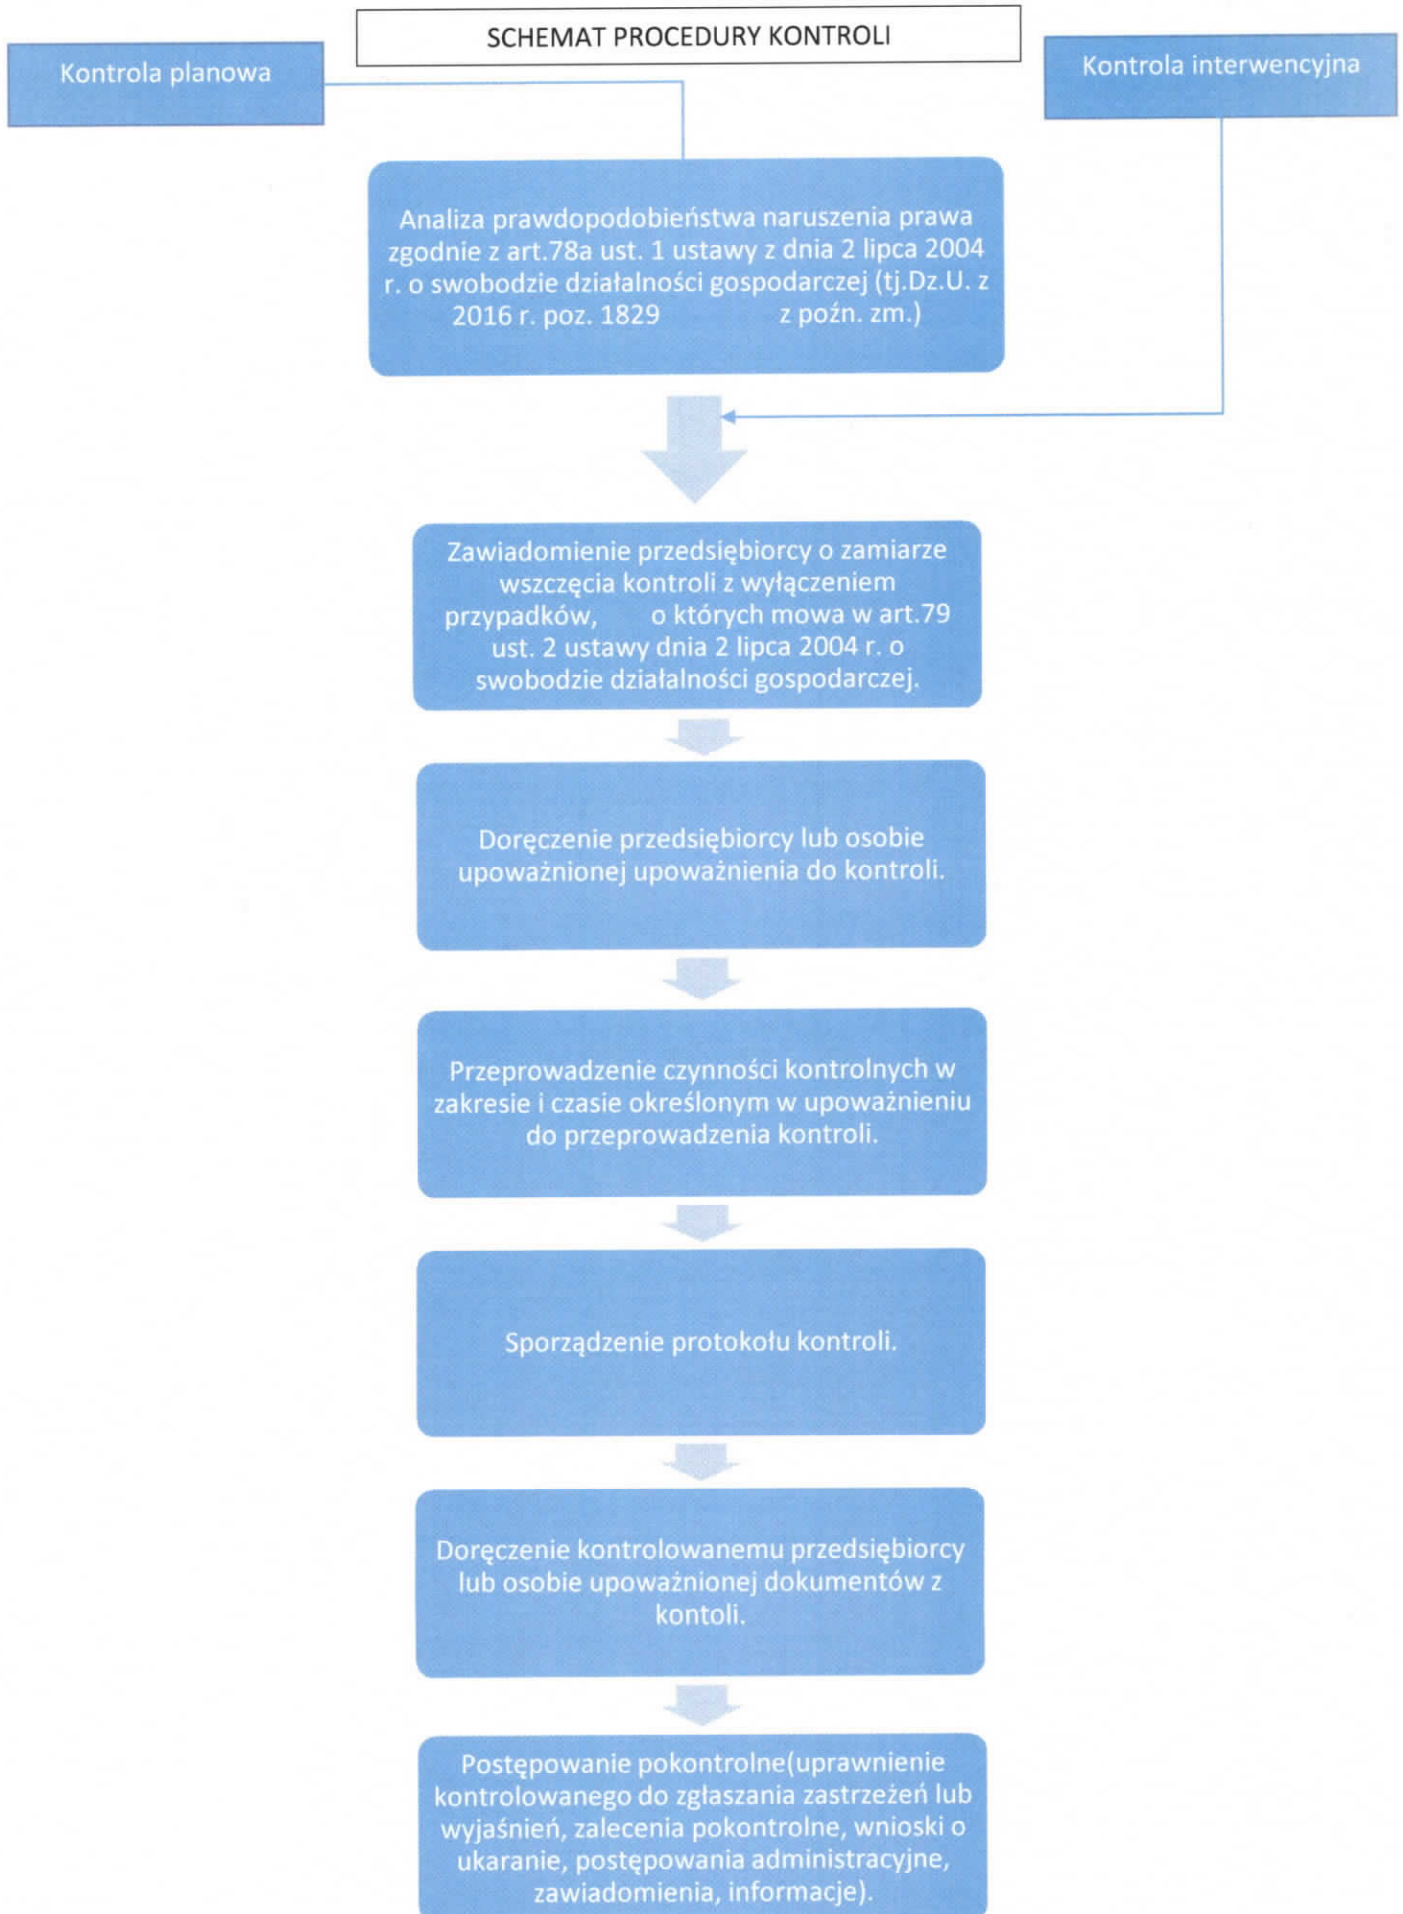 SCHEMAT PROCEDURY KONTROLI
Kontrola planowa
Kontrola interwencyjna
Analiza prawdopodobieństwa naruszenia prawa
zgodnie z art.78a ust. 1 ustawy z dnia 2 lipca 2004
r. o swobodzie działalności gospodarczej (tj.Dz.U. z
2016 r. poz. 1829 z poźn. zm.)
Zawiadomienie przedsiębiorcy o zamiarze
wszczęcia kontroli z wyłączeniem
przypadków, o których mowa w art.79
ust. 2 ustawy dnia 2 lipca 2004 r. o
swobodzie działalności gospodarczej.
Doręczenie przedsiębiorcy lub osobie
upoważnionej upoważnienia do kontroli.
Przeprowadzenie czynności kontrolnych w
zakresie i czasie określonym w upoważnieniu
do przeprowadzenia kontroli.
Sporządzenie protokołu kontroli.
Doręczenie kontrolowanemu przedsiębiorcy
lub osobie upoważnionej dokumentów z
kontoli.
Postępowanie pokontrolne(uprawnienie
kontrolowanego do zgłaszania zastrzeżeń lub
wyjaśnień, zalecenia pokontrolne, wnioski o
ukaranie, postępowania administracyjne,
zawiadomienia, informacje).